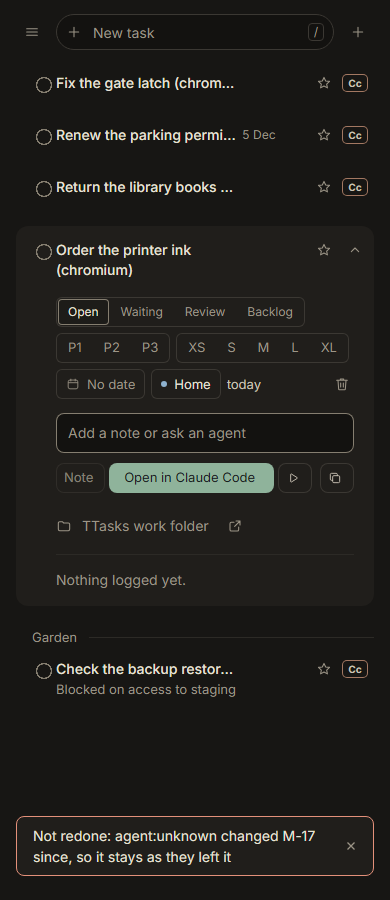 New task /
Fix the gate latch (chrom... Cc
Renew the parking permi... 5 Dec Cc
Return the library books ... Cc
Order the printer ink
(chromium)
Open Waiting Review Backlog
P1 P2 P3 XS S M L XL
No date Home today
Add a note or ask an agent
Note Open in Claude Code
TTasks work folder
Nothing logged yet.
Garden
Check the backup restor... Cc
Blocked on access to staging
Not redone: agent:unknown changed M-17
since, so it stays as they left it